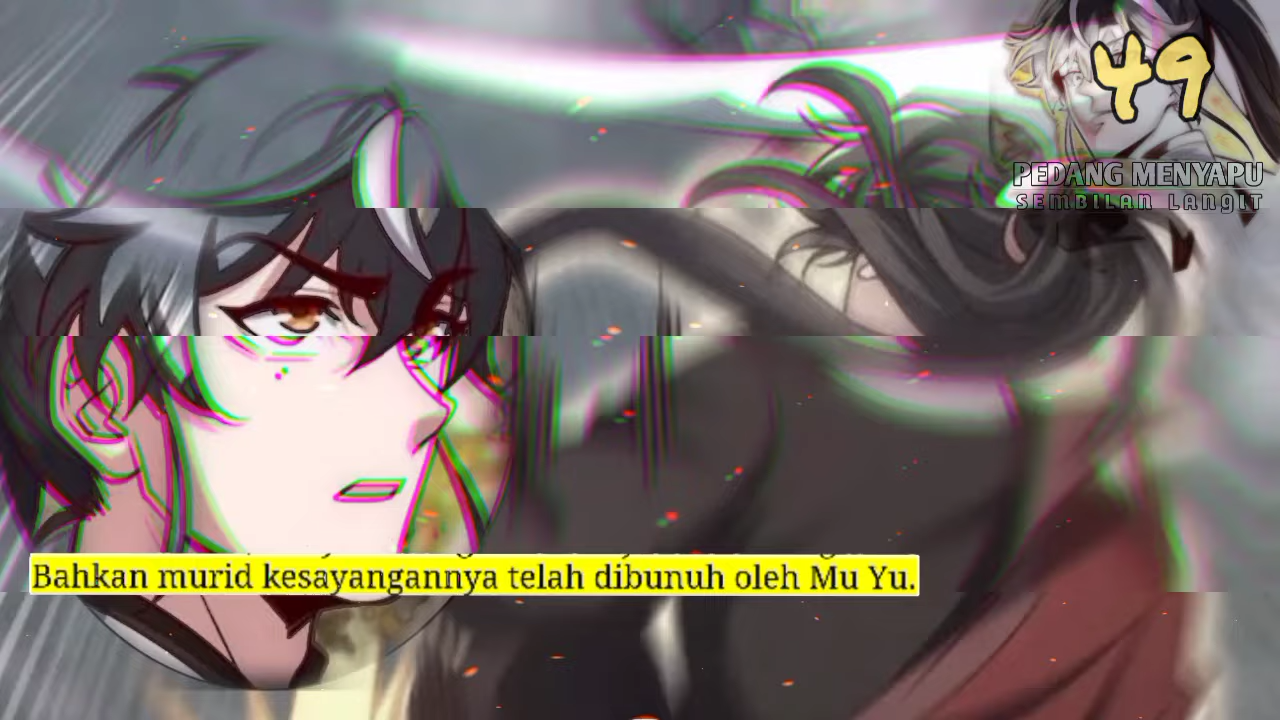 49
PEDANG MENYAPU
SEMBILAN LANGIT
Bahkan murid kesayangannya telah dibunuh oleh Mu Yu.